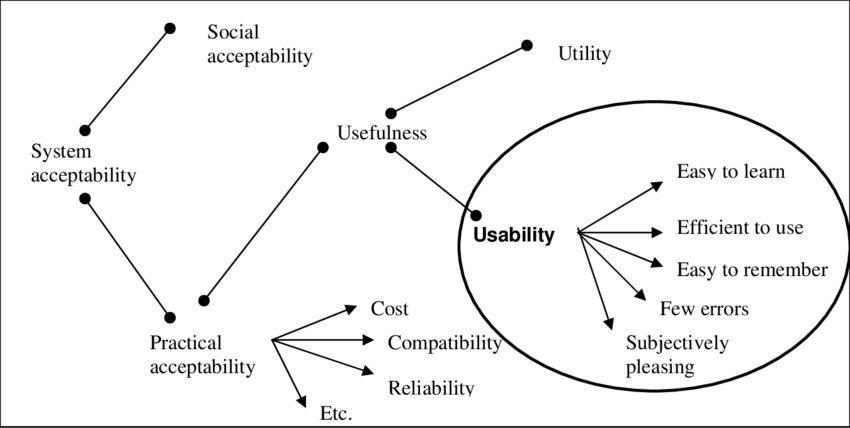 Social
acceptability
Utility
Usefulness
System
acceptability
Easy to learn
Usability
Efficient to use
Easy to remember
Few errors
Subjectively
pleasing
Practical
acceptability
Cost
Compatibility
Reliability
Etc.